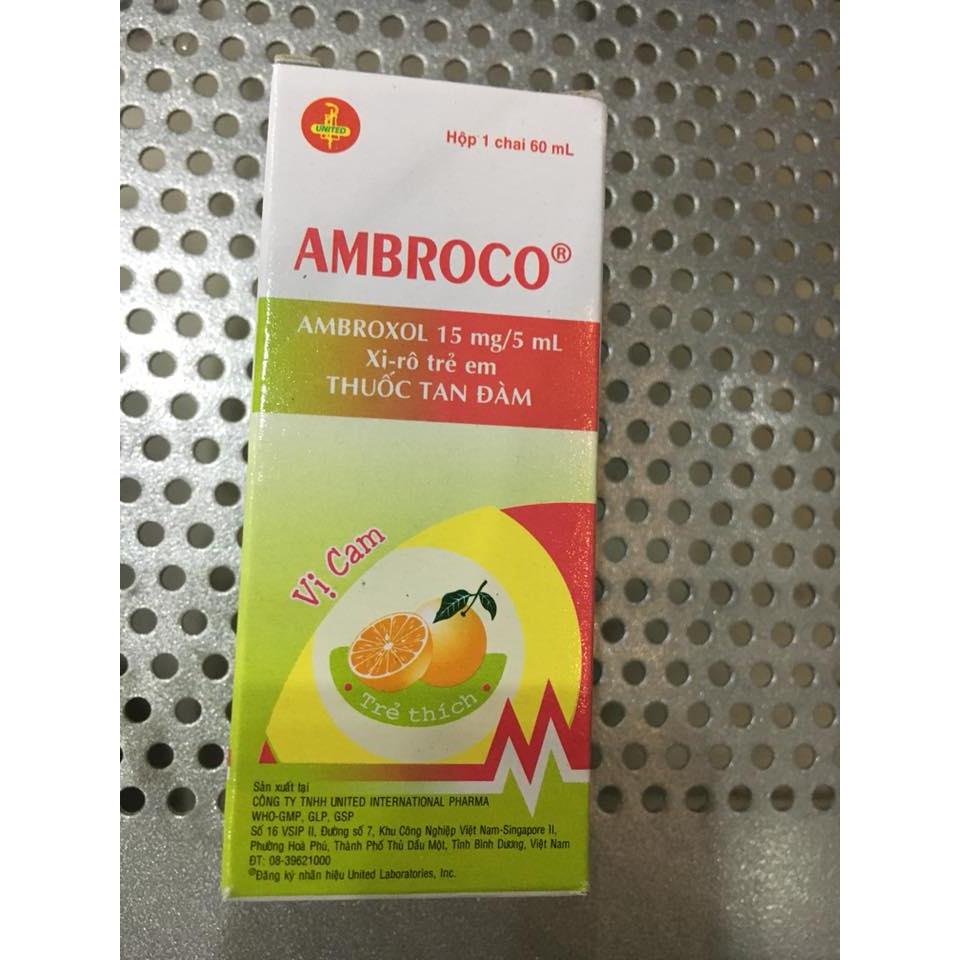 UNITED
Hộp 1 chai 60 mL
AMBROCO®
AMBROXOL 15 mg/5 mL
Xi-rô trẻ em
THUỐC TAN ĐÀM
Vị Cam
Trẻ thích
Sản xuất tại
CÔNG TY TNHH UNITED INTERNATIONAL PHARMA
WHO-GMP, GLP, GSP
Số 16 VSIP II, Đường số 7, Khu Công Nghiệp Việt Nam-Singapore II,
Phường Hoà Phú, Thành Phố Thủ Dầu Một, Tỉnh Bình Dương, Việt Nam
ĐT: 08-39621000
®Đăng ký nhãn hiệu United Laboratories, Inc.